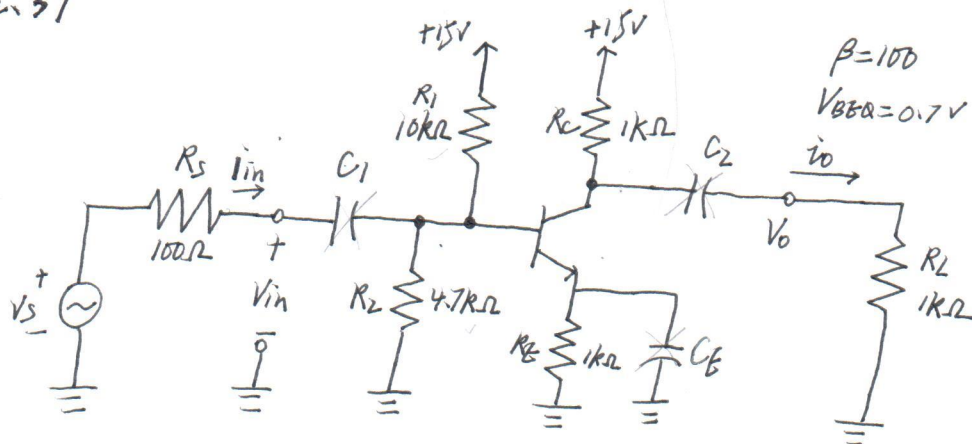 +15V
+15V
β=100
VBEQ=0.7V
R1
10kΩ
RC 1kΩ
C2
io
RS
iin
C1
100Ω
+
Vin
−
VS
+
−
R2 4.7kΩ
Vo
RL
1kΩ
RE 1kΩ
CE